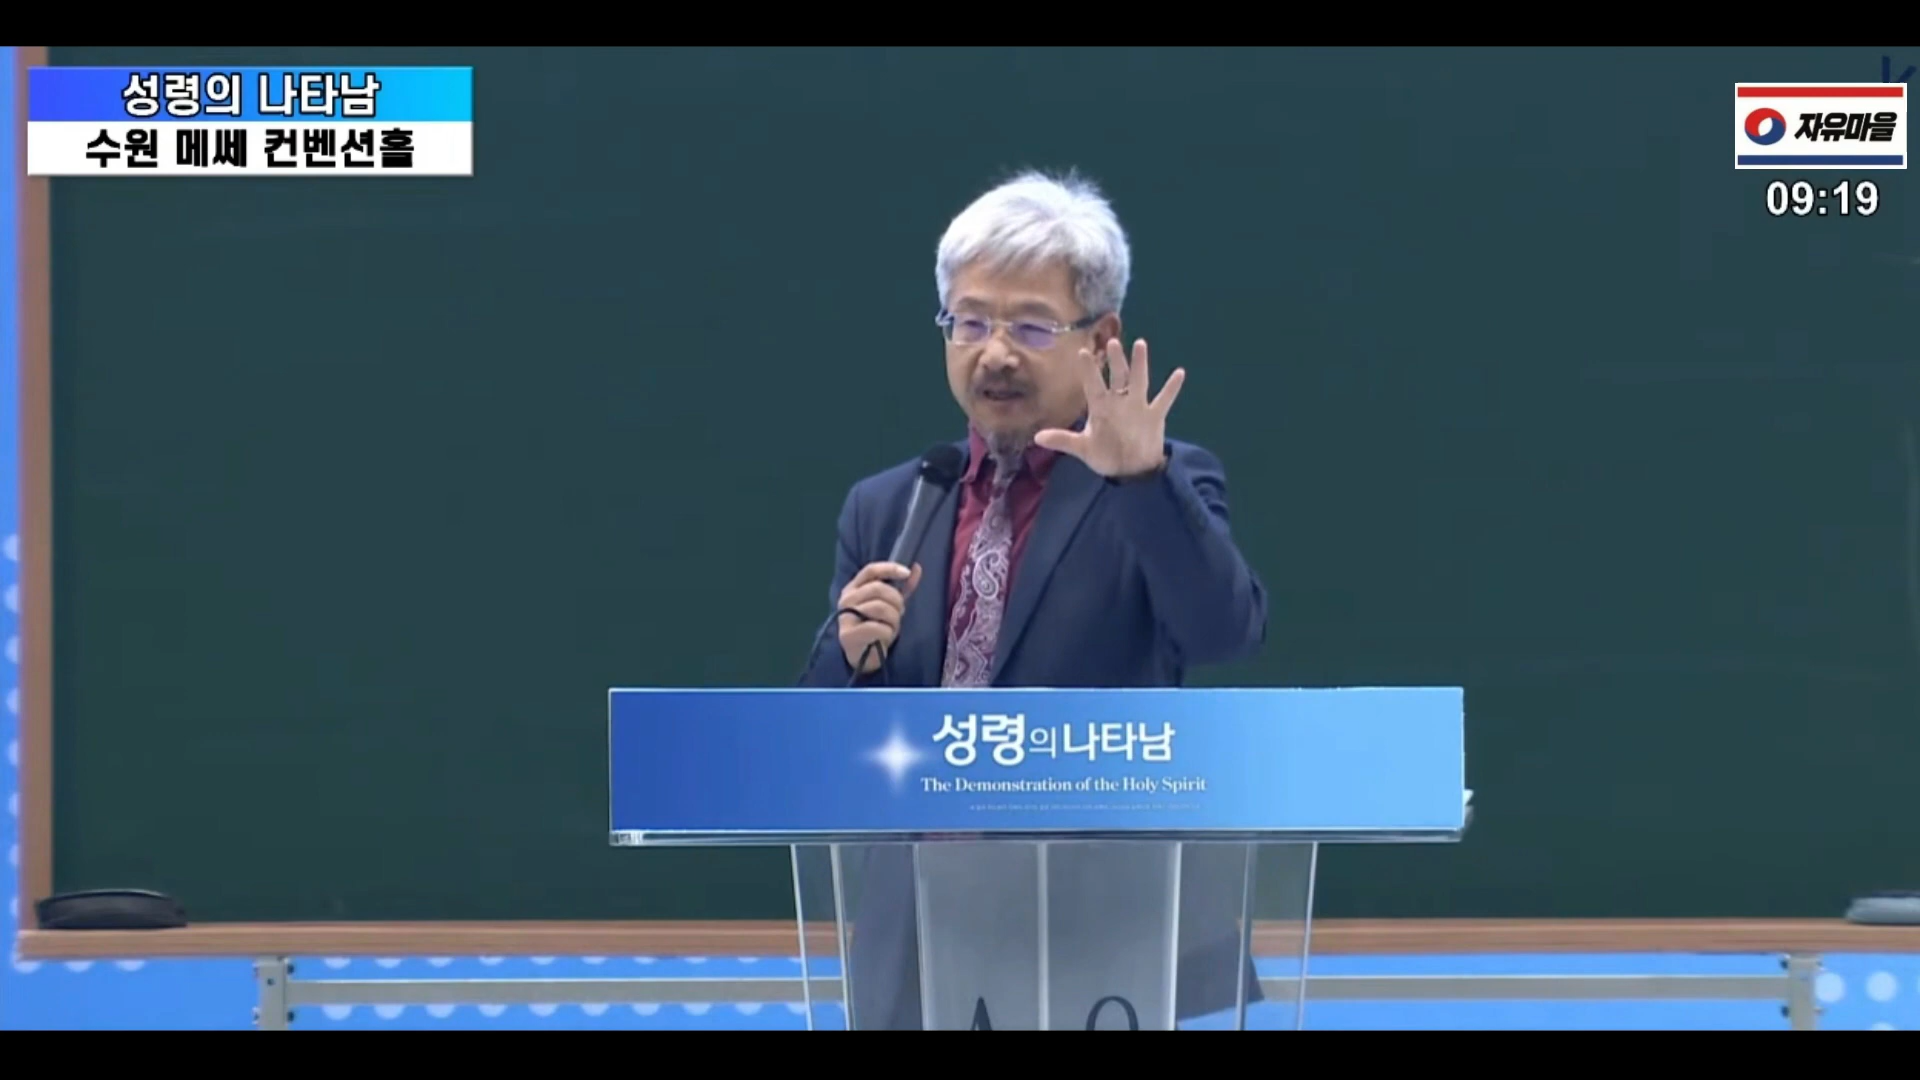 성령의 나타남
수원 메쎄 컨벤션홀
자유마을
09:19
성령의 나타남
The Demonstration of the Holy Spirit